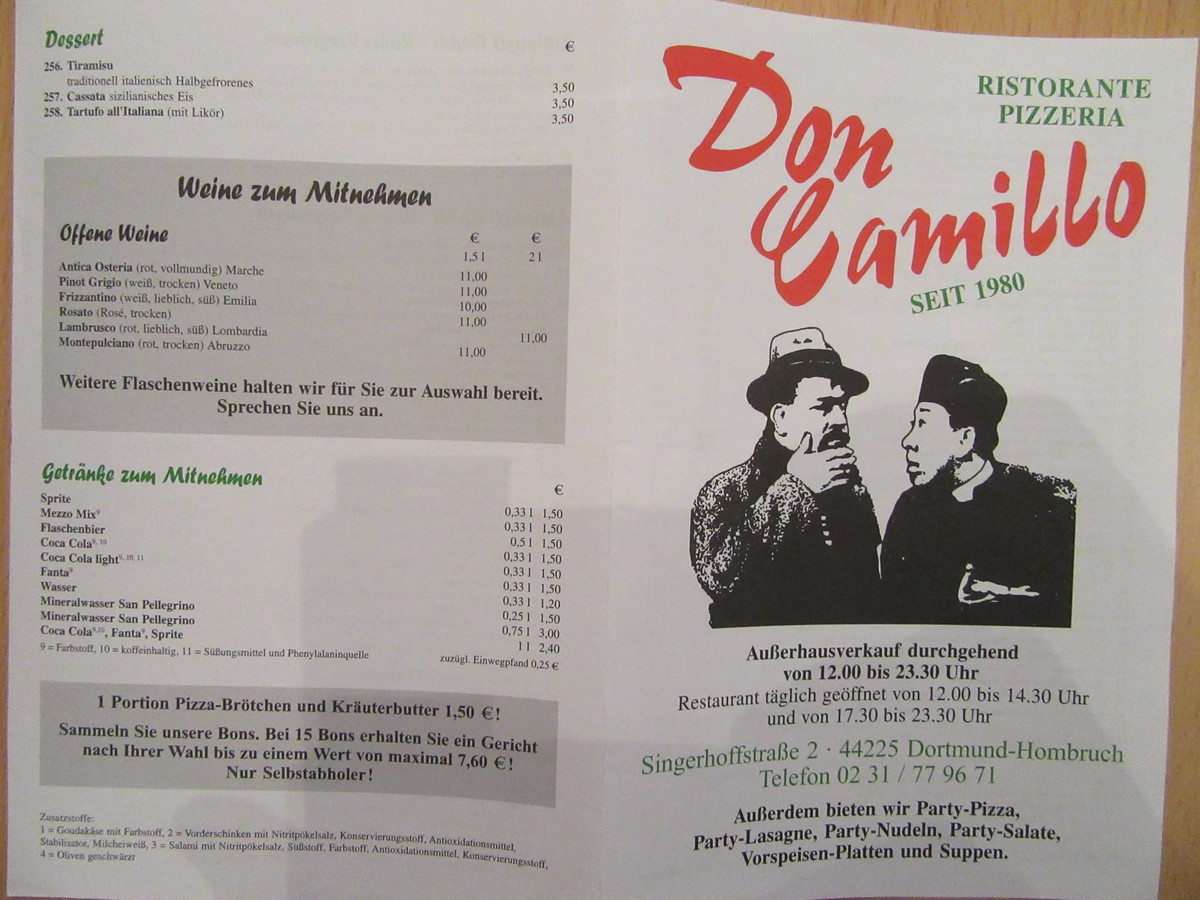 Dessert €
256. Tiramisu
traditionell italienisch Halbgefrorenes 3,50
257. Cassata sizilianisches Eis 3,50
258. Tartufo all'Italiana (mit Likör) 3,50
Weine zum Mitnehmen
Offene Weine € €
1,5 l 2 l
Antica Osteria (rot, vollmundig) Marche 11,00
Pinot Grigio (weiß, trocken) Veneto 11,00
Frizzantino (weiß, lieblich, süß) Emilia 10,00
Rosato (Rosé, trocken) 11,00
Lambrusco (rot, lieblich, süß) Lombardia 11,00
Montepulciano (rot, trocken) Abruzzo 11,00
Weitere Flaschenweine halten wir für Sie zur Auswahl bereit.
Sprechen Sie uns an.
Getränke zum Mitnehmen €
Sprite 0,33 l 1,50
Mezzo Mix⁹ 0,33 l 1,50
Flaschenbier 0,5 l 1,50
Coca Cola⁹, ¹⁰ 0,33 l 1,50
Coca Cola light⁹, ¹⁰, ¹¹ 0,33 l 1,50
Fanta⁹ 0,33 l 1,50
Wasser 0,33 l 1,20
Mineralwasser San Pellegrino 0,25 l 1,50
Mineralwasser San Pellegrino 0,75 l 3,00
Coca Cola⁹,¹⁰, Fanta⁹, Sprite 1 l 2,40
9 = Farbstoff, 10 = koffeinhaltig, 11 = Süßungsmittel und Phenylalaninquelle zuzügl. Einwegpfand 0,25 €
1 Portion Pizza-Brötchen und Kräuterbutter 1,50 €!
Sammeln Sie unsere Bons. Bei 15 Bons erhalten Sie ein Gericht
nach Ihrer Wahl bis zu einem Wert von maximal 7,60 €!
Nur Selbstabholer!
Zusatzstoffe:
1 = Goudakäse mit Farbstoff, 2 = Vorderschinken mit Nitritpökelsalz, Konservierungsstoff, Antioxidationsmittel,
Stabilisator, Milcheiweiß, 3 = Salami mit Nitritpökelsalz, Süßstoff, Farbstoff, Antioxidationsmittel, Konservierungsstoff,
4 = Oliven geschwärzt
RISTORANTE
PIZZERIA
Don
Camillo
SEIT 1980
Außerhausverkauf durchgehend
von 12.00 bis 23.30 Uhr
Restaurant täglich geöffnet von 12.00 bis 14.30 Uhr
und von 17.30 bis 23.30 Uhr
Singerhoffstraße 2 · 44225 Dortmund-Hombruch
Telefon 02 31 / 77 96 71
Außerdem bieten wir Party-Pizza,
Party-Lasagne, Party-Nudeln, Party-Salate,
Vorspeisen-Platten und Suppen.